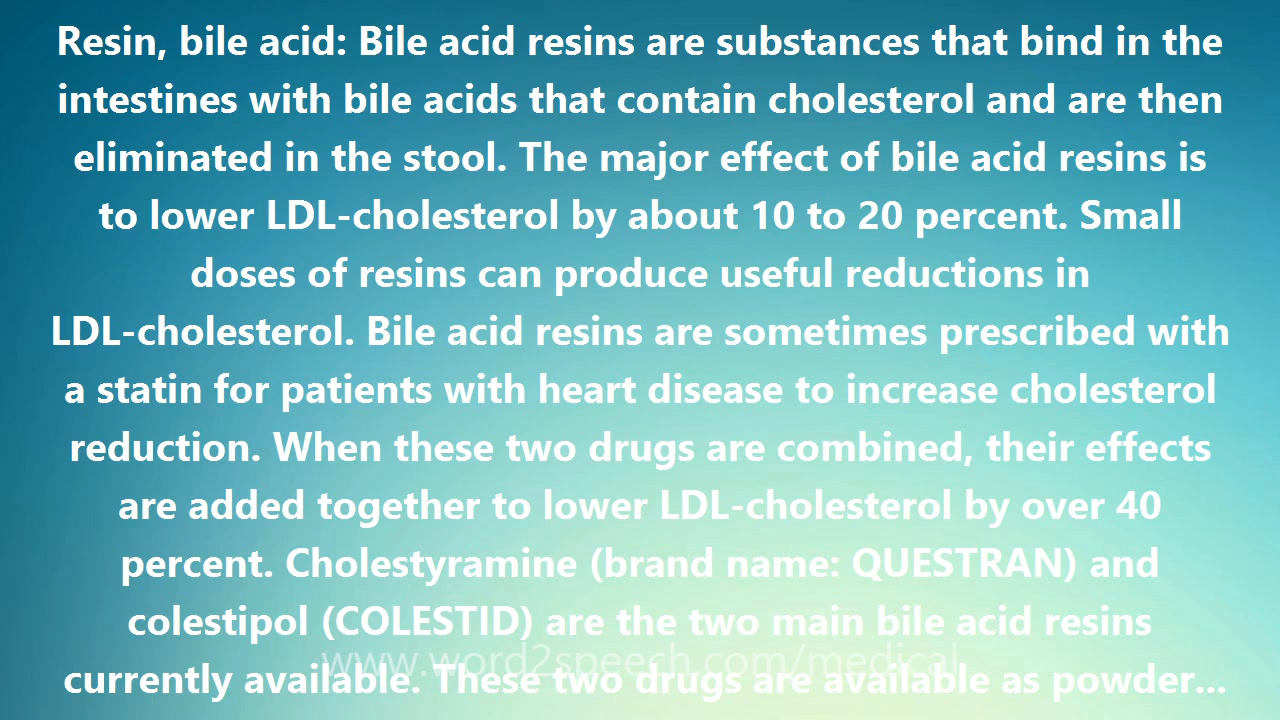 Resin, bile acid: Bile acid resins are substances that bind in the
intestines with bile acids that contain cholesterol and are then
eliminated in the stool. The major effect of bile acid resins is
to lower LDL-cholesterol by about 10 to 20 percent. Small
doses of resins can produce useful reductions in
LDL-cholesterol. Bile acid resins are sometimes prescribed with
a statin for patients with heart disease to increase cholesterol
reduction. When these two drugs are combined, their effects
are added together to lower LDL-cholesterol by over 40
percent. Cholestyramine (brand name: QUESTRAN) and
colestipol (COLESTID) are the two main bile acid resins
www.word2speech.com/medical
currently available. These two drugs are available as powder...